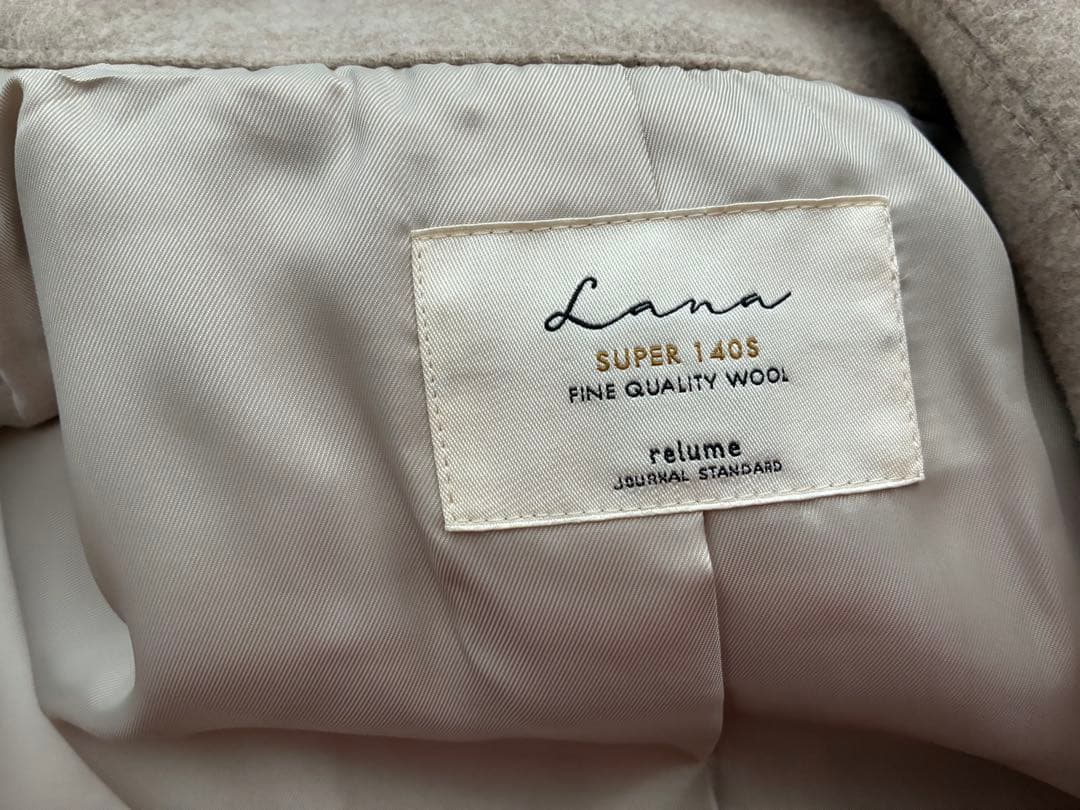 Lana
SUPER 140S
FINE QUALITY WOOL
relume
JOURNAL STANDARD